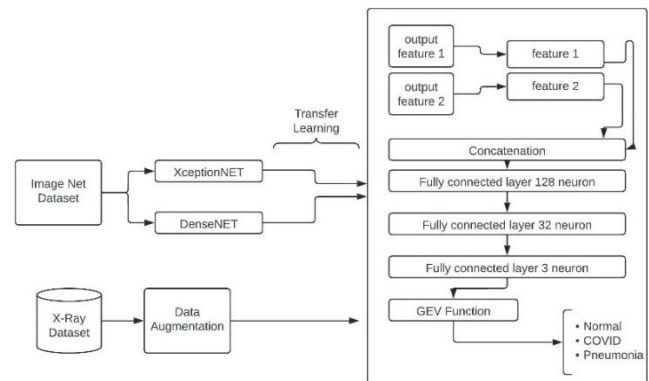 output
feature 1
feature 1
output
feature 2
feature 2
Transfer
Learning
Concatenation
Image Net
Dataset
XceptionNET
Fully connected layer 128 neuron
DenseNET
Fully connected layer 32 neuron
Fully connected layer 3 neuron
X-Ray
Dataset
Data
Augmentation
GEV Function
• Normal
• COVID
• Pneumonia